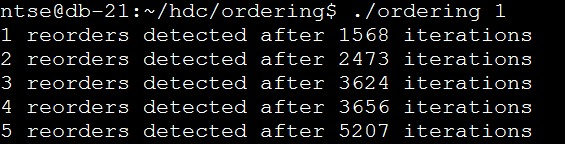 ntse@db-21:~/hdc/ordering$ ./ordering 1
1 reorders detected after 1568 iterations
2 reorders detected after 2473 iterations
3 reorders detected after 3624 iterations
4 reorders detected after 3656 iterations
5 reorders detected after 5207 iterations